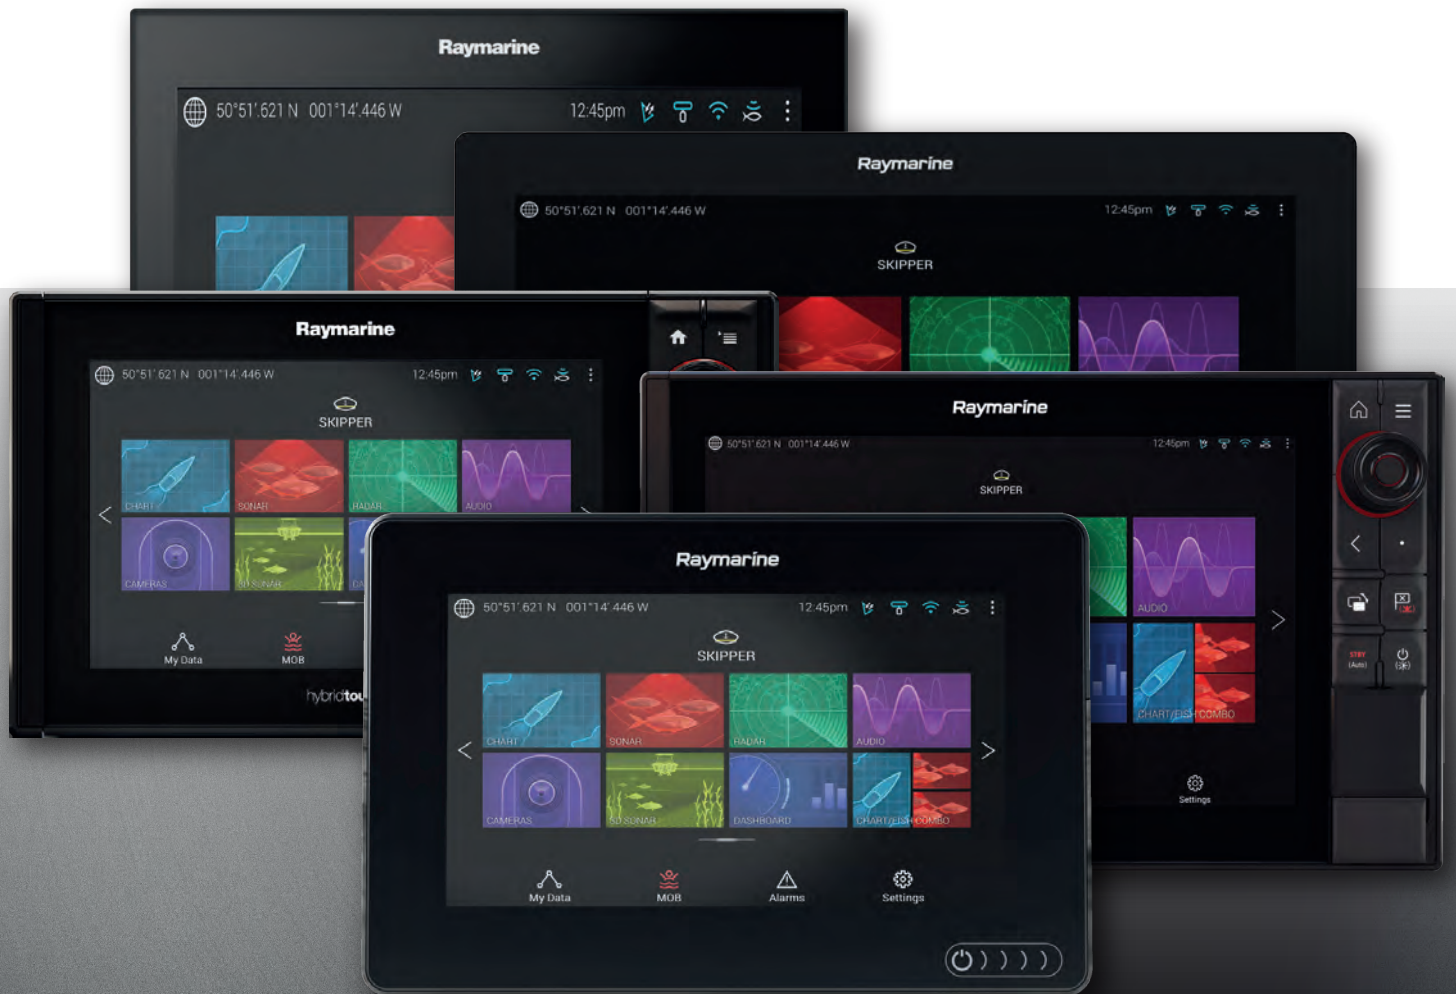 Raymarine
50°51'.621 N 001°14'.446 W 12:45pm
Raymarine
50°51'.621 N 001°14'.446 W 12:45pm
SKIPPER
Raymarine
50°51'.621 N 001°14'.446 W 12:45pm
SKIPPER
CHART SONAR RADAR AUDIO
CAMERAS 3D SONAR DA
My Data MOB
hybridtou
Raymarine
50°51'.621 N 001°14'.446 W 12:45pm
SKIPPER
AUDIO
CHART/FISH COMBO
Settings
STBY
(Auto)
Raymarine
50°51'.621 N 001°14'.446 W 12:45pm
SKIPPER
CHART SONAR RADAR AUDIO
CAMERAS 3D SONAR DASHBOARD CHART/FISH COMBO
My Data MOB Alarms Settings